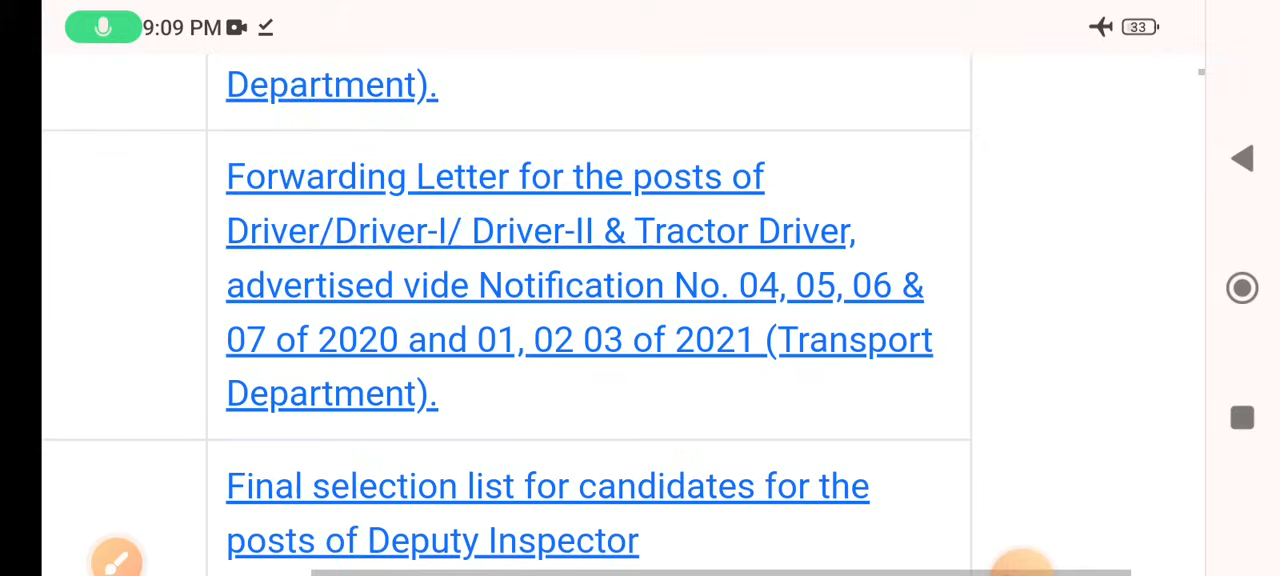 9:09 PM
33
Department).
Forwarding Letter for the posts of
Driver/Driver-I/ Driver-II & Tractor Driver,
advertised vide Notification No. 04, 05, 06 &
07 of 2020 and 01, 02 03 of 2021 (Transport
Department).
Final selection list for candidates for the
posts of Deputy Inspector